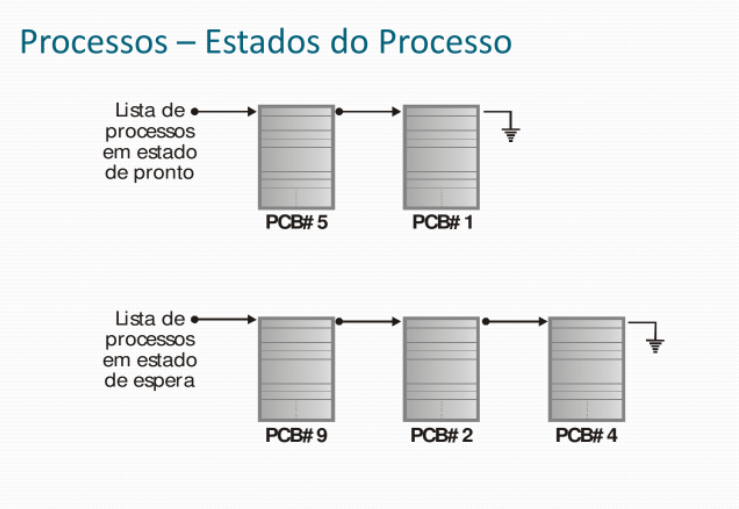 Processos – Estados do Processo
Lista de
processos
em estado
de pronto
PCB# 5
PCB# 1
Lista de
processos
em estado
de espera
PCB# 9
PCB# 2
PCB# 4